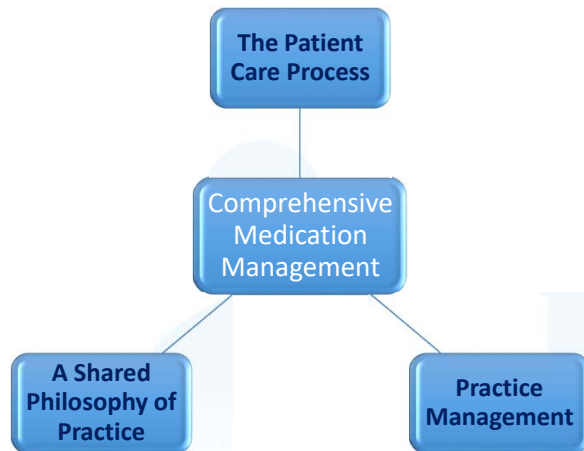 The Patient
Care Process
Comprehensive
Medication
Management
A Shared
Philosophy of
Practice
Practice
Management